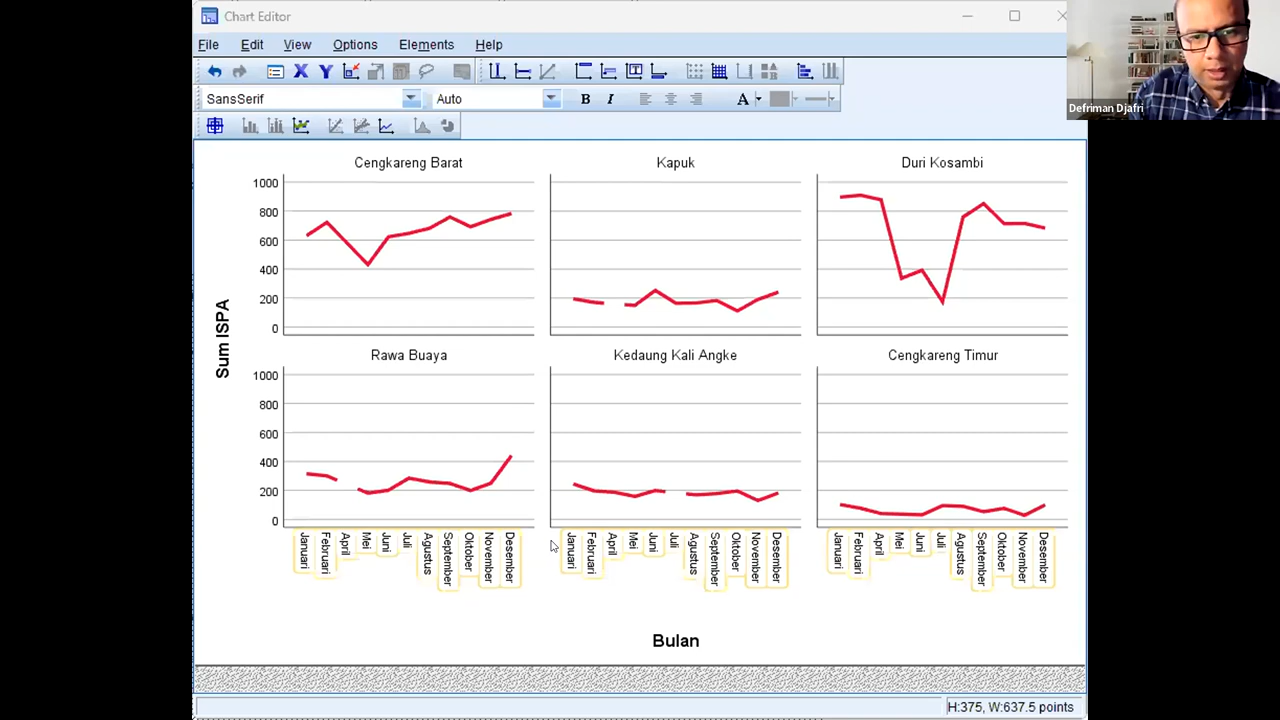 Chart Editor
File Edit View Options Elements Help
X Y
SansSerif Auto B I A
Defriman Djafri
Cengkareng Barat Kapuk Duri Kosambi
1000
800
600
400
200
0
Sum ISPA
Rawa Buaya Kedaung Kali Angke Cengkareng Timur
1000
800
600
400
200
0
Januari Februari April Mei Juni Juli Agustus September Oktober November Desember
Januari Februari April Mei Juni Juli Agustus September Oktober November Desember
Januari Februari April Mei Juni Juli Agustus September Oktober November Desember
Bulan
H:375, W:637.5 points